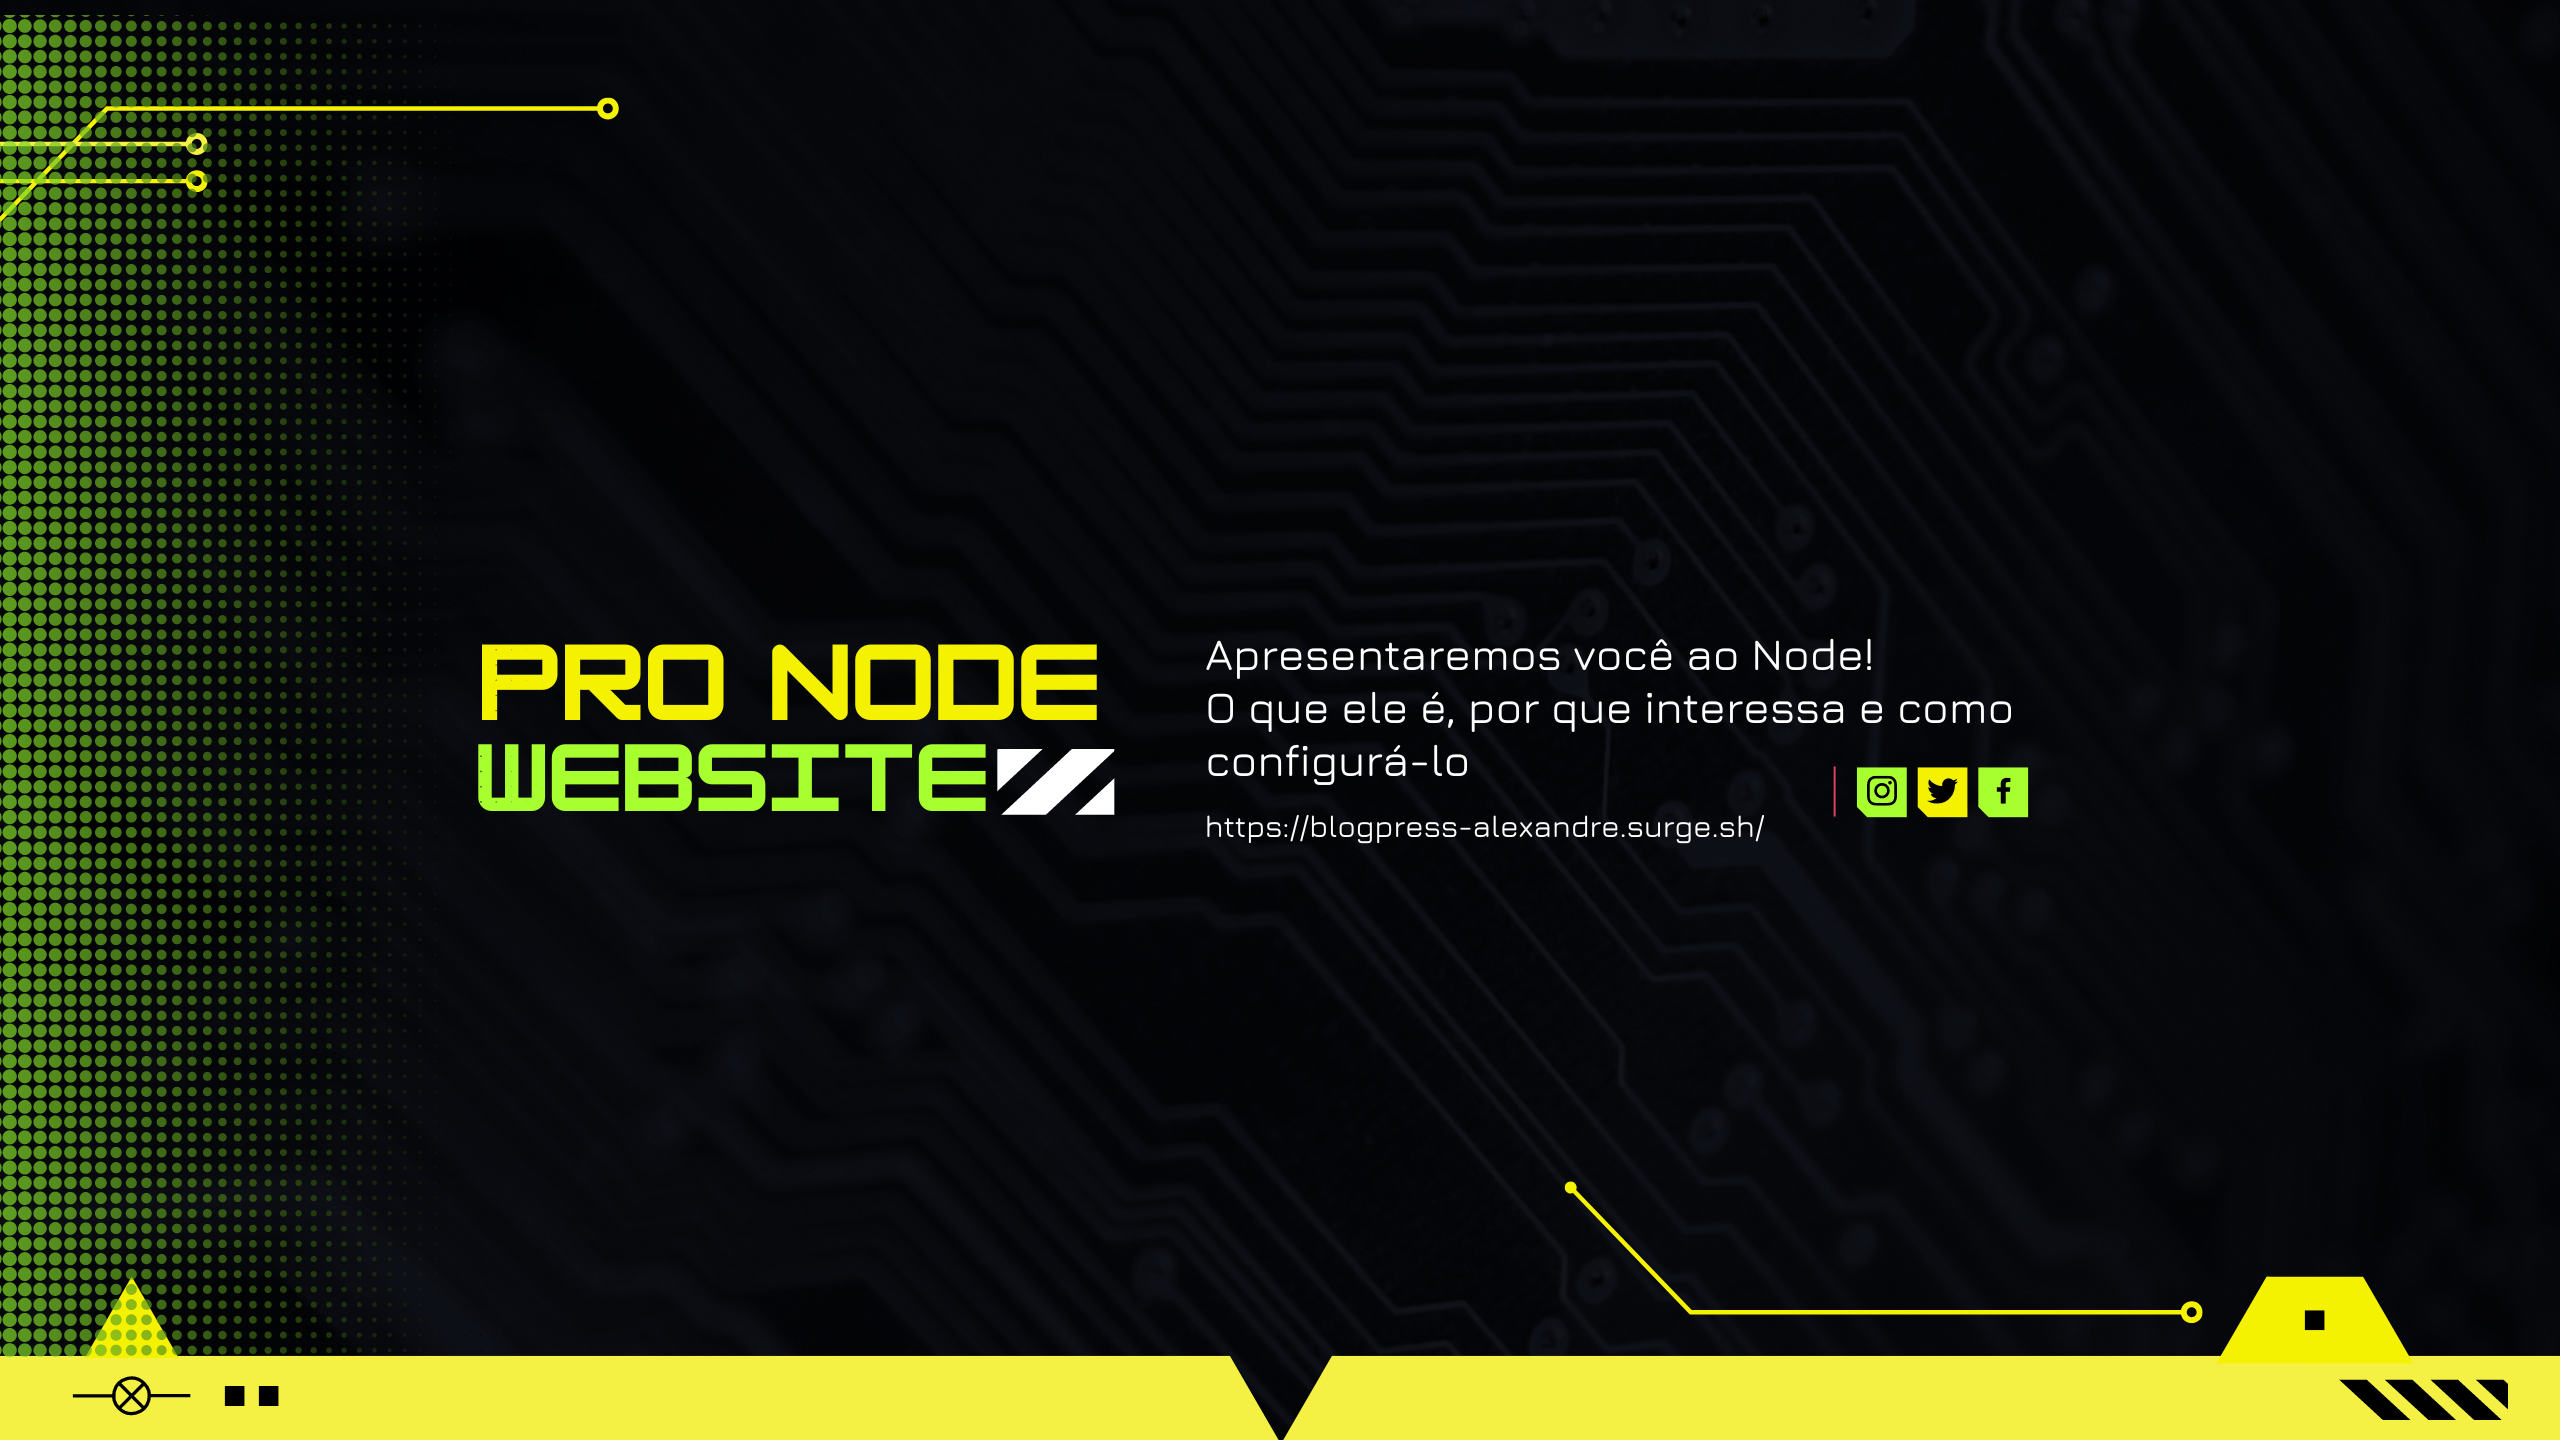 PRO NODE
WEBSITE
Apresentaremos você ao Node!
O que ele é, por que interessa e como
configurá-lo
https://blogpress-alexandre.surge.sh/